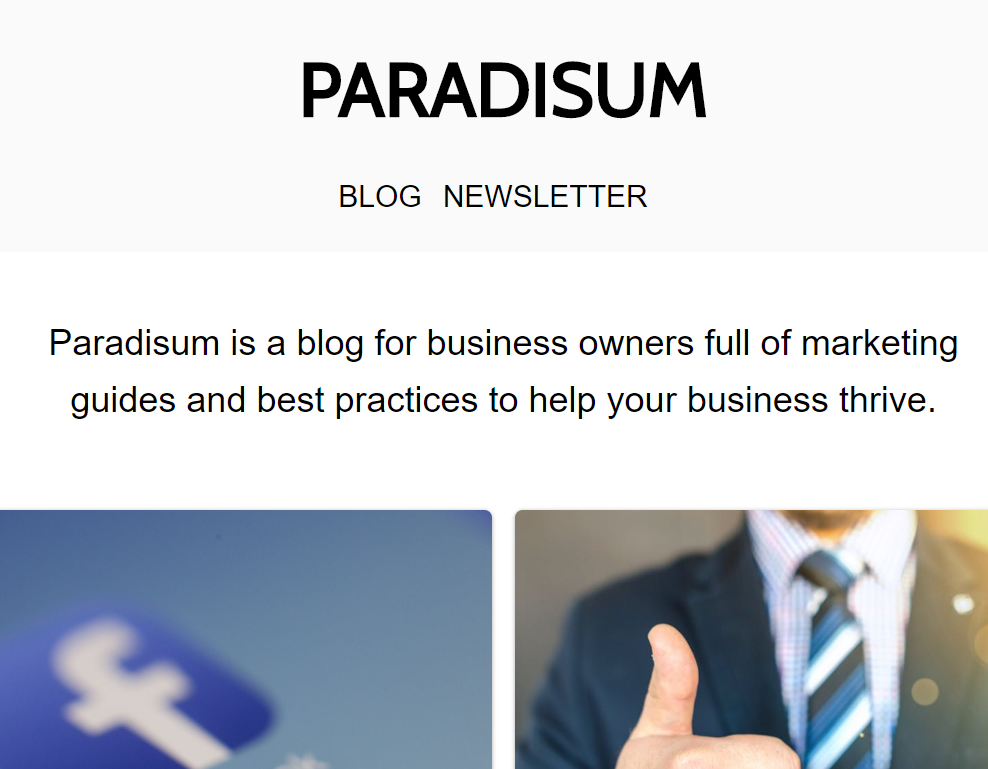 PARADISUM
BLOG NEWSLETTER
Paradisum is a blog for business owners full of marketing
guides and best practices to help your business thrive.